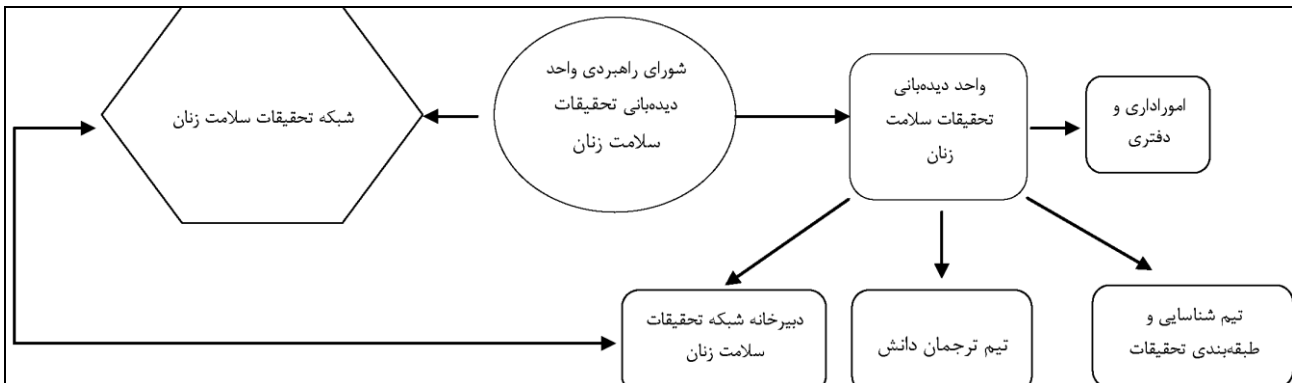 شورای راهبردی واحد
دیده‌بانی تحقیقات
سلامت زنان
واحد دیده‌بانی
تحقیقات سلامت
زنان
اموراداری و
دفتری
شبکه تحقیقات سلامت زنان
تیم شناسایی و
طبقه‌بندی تحقیقات
تیم ترجمان دانش
دبیرخانه شبکه تحقیقات
سلامت زنان